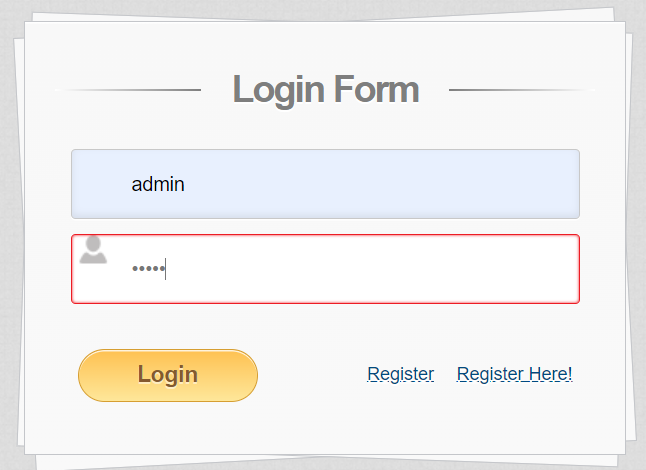 Login Form
admin
•••••
Login
Register Register Here!